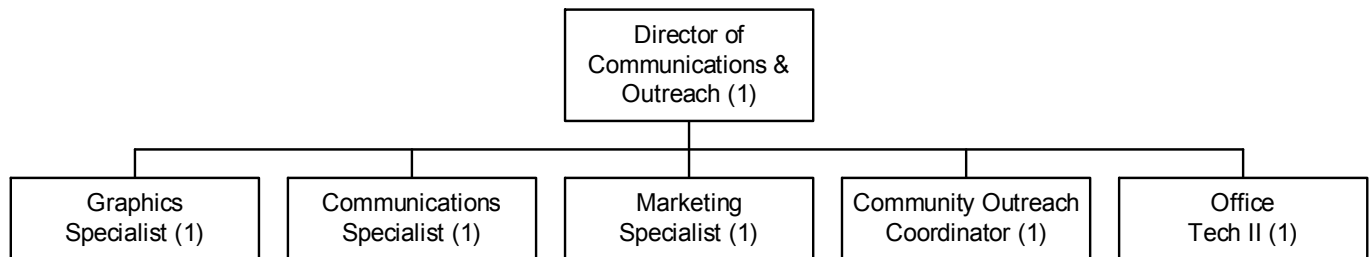 Director of
Communications &
Outreach (1)
Graphics
Specialist (1)
Communications
Specialist (1)
Marketing
Specialist (1)
Community Outreach
Coordinator (1)
Office
Tech II (1)